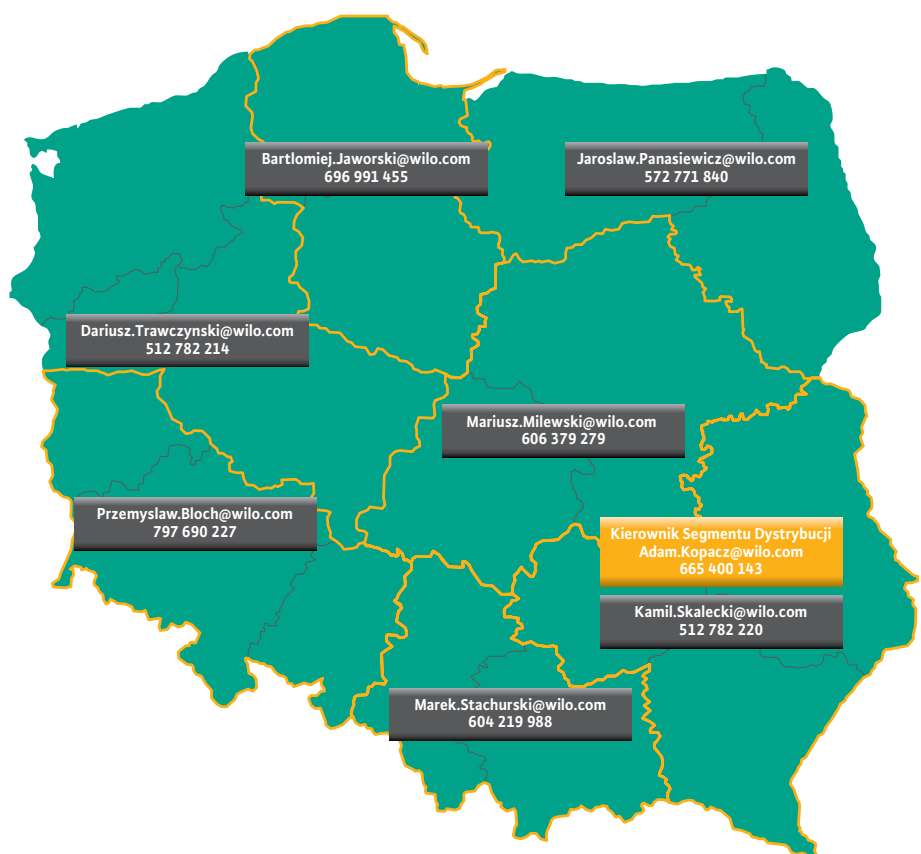 Bartlomiej.Jaworski@wilo.com
696 991 455
Jaroslaw.Panasiewicz@wilo.com
572 771 840
Dariusz.Trawczynski@wilo.com
512 782 214
Mariusz.Milewski@wilo.com
606 379 279
Przemyslaw.Bloch@wilo.com
797 690 227
Kierownik Segmentu Dystrybucji
Adam.Kopacz@wilo.com
665 400 143
Kamil.Skalecki@wilo.com
512 782 220
Marek.Stachurski@wilo.com
604 219 988